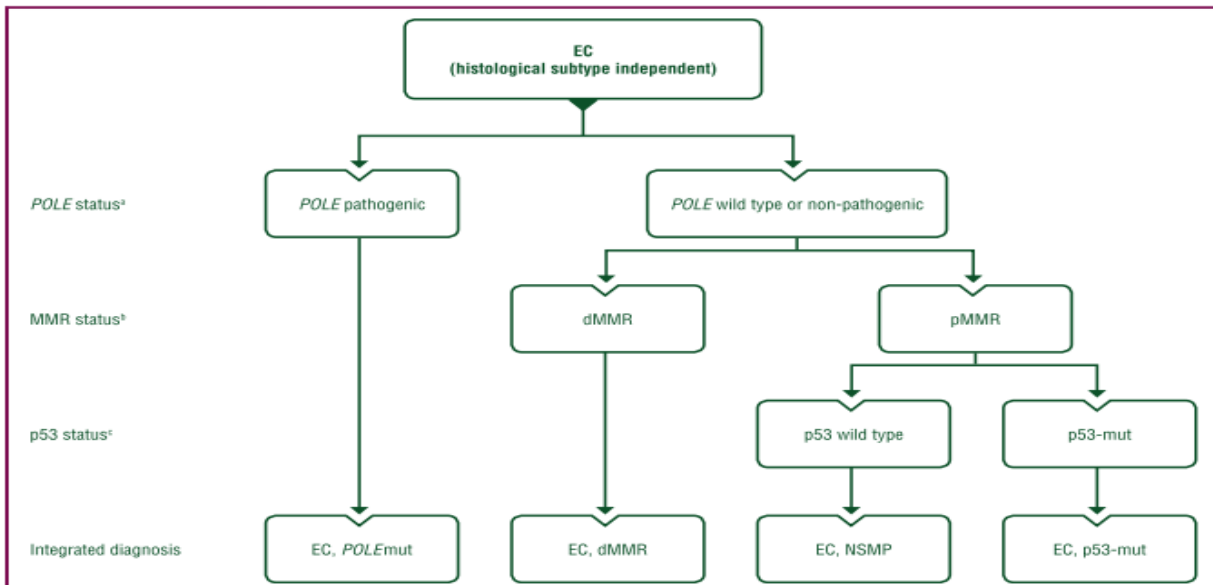 EC
(histological subtype independent)
POLE statusᵃ
POLE pathogenic
POLE wild type or non-pathogenic
MMR statusᵇ
dMMR
pMMR
p53 statusᶜ
p53 wild type
p53-mut
Integrated diagnosis
EC, POLEmut
EC, dMMR
EC, NSMP
EC, p53-mut